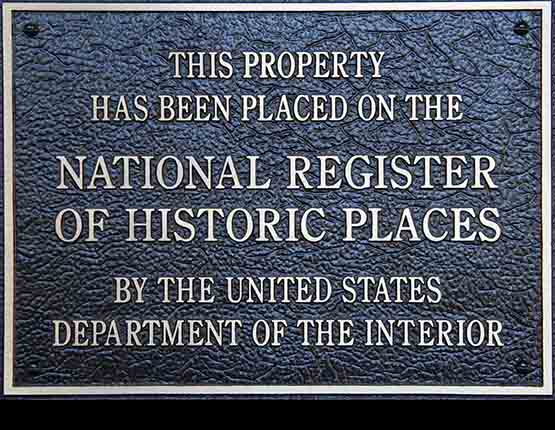 THIS PROPERTY
HAS BEEN PLACED ON THE
NATIONAL REGISTER
OF HISTORIC PLACES
BY THE UNITED STATES
DEPARTMENT OF THE INTERIOR